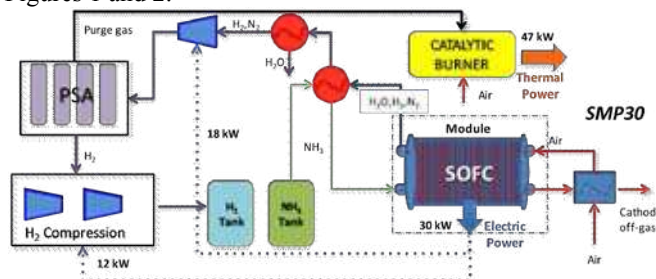 Figures 1 and 2.
Purge gas
H2,N2
CATALYTIC
BURNER
47 kW
Thermal
Power
H2O
PSA
H2O,H2,N2
Air
SMP30
18 kW
Module
Air
H2
NH3
SOFC
H2
Tank
NH3
Tank
H2 Compression
30 kW
Electric
Power
Cathod
off-gas
12 kW
Air